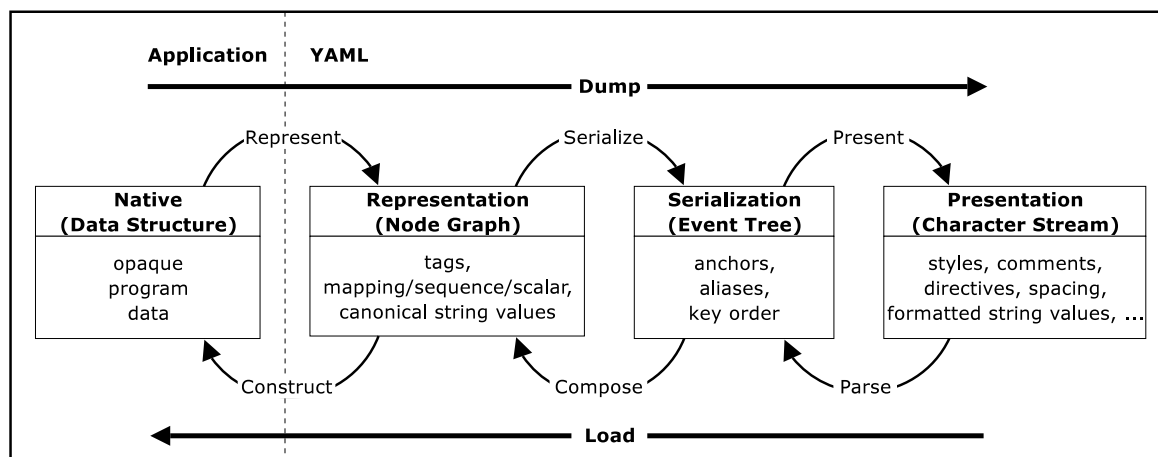 Application YAML
Dump
Represent Serialize Present
Native Representation Serialization Presentation
(Data Structure) (Node Graph) (Event Tree) (Character Stream)
opaque tags, anchors, styles, comments,
program mapping/sequence/scalar, aliases, directives, spacing,
data canonical string values key order formatted string values, ...
Construct Compose Parse
Load